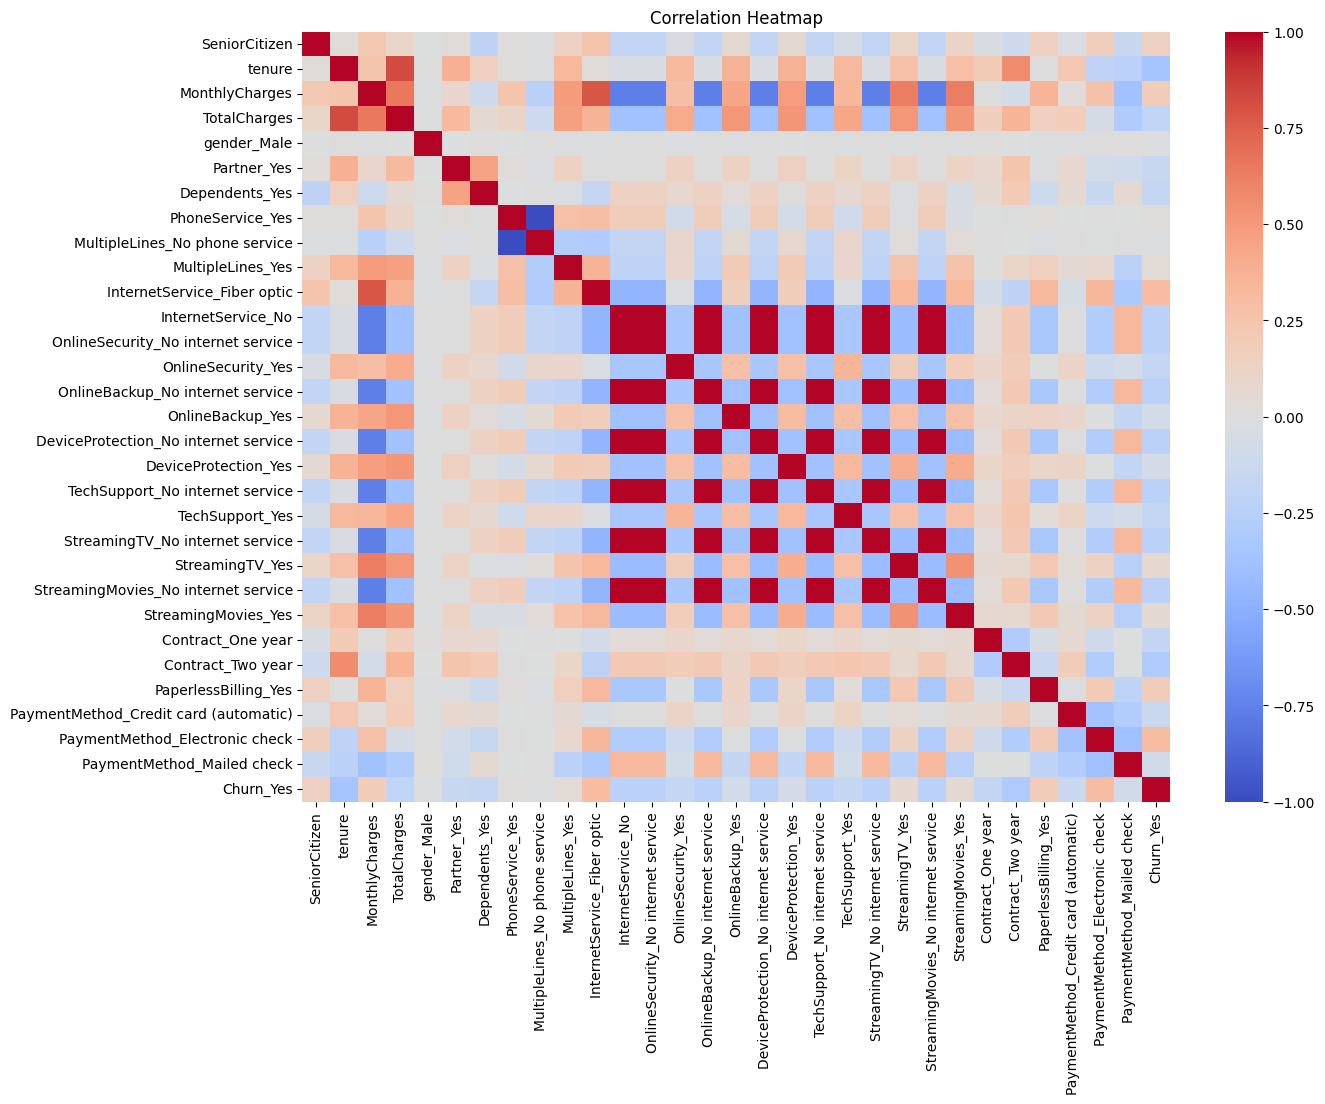 Correlation Heatmap
SeniorCitizen
tenure
MonthlyCharges
TotalCharges
gender_Male
Partner_Yes
Dependents_Yes
PhoneService_Yes
MultipleLines_No phone service
MultipleLines_Yes
InternetService_Fiber optic
InternetService_No
OnlineSecurity_No internet service
OnlineSecurity_Yes
OnlineBackup_No internet service
OnlineBackup_Yes
DeviceProtection_No internet service
DeviceProtection_Yes
TechSupport_No internet service
TechSupport_Yes
StreamingTV_No internet service
StreamingTV_Yes
StreamingMovies_No internet service
StreamingMovies_Yes
Contract_One year
Contract_Two year
PaperlessBilling_Yes
PaymentMethod_Credit card (automatic)
PaymentMethod_Electronic check
PaymentMethod_Mailed check
Churn_Yes
SeniorCitizen
tenure
MonthlyCharges
TotalCharges
gender_Male
Partner_Yes
Dependents_Yes
PhoneService_Yes
MultipleLines_No phone service
MultipleLines_Yes
InternetService_Fiber optic
InternetService_No
OnlineSecurity_No internet service
OnlineSecurity_Yes
OnlineBackup_No internet service
OnlineBackup_Yes
DeviceProtection_No internet service
DeviceProtection_Yes
TechSupport_No internet service
TechSupport_Yes
StreamingTV_No internet service
StreamingTV_Yes
StreamingMovies_No internet service
StreamingMovies_Yes
Contract_One year
Contract_Two year
PaperlessBilling_Yes
PaymentMethod_Credit card (automatic)
PaymentMethod_Electronic check
PaymentMethod_Mailed check
Churn_Yes
1.00
0.75
0.50
0.25
0.00
−0.25
−0.50
−0.75
−1.00